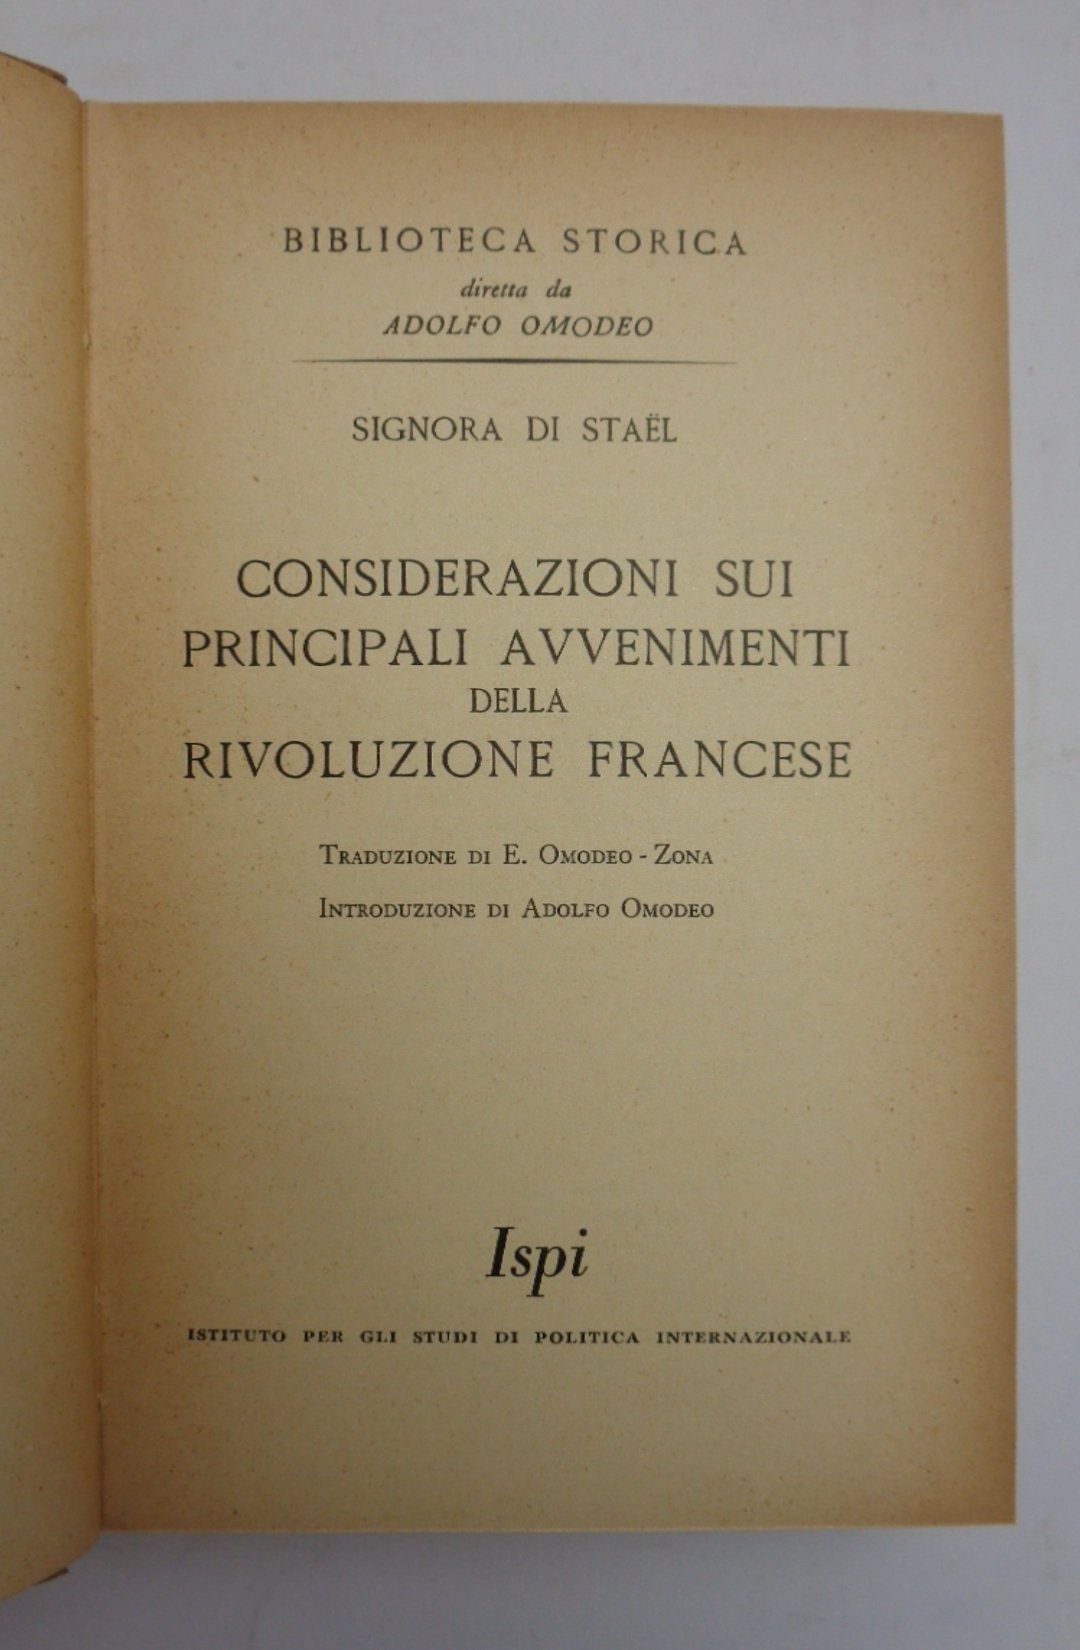 BIBLIOTECA STORICA
diretta da
ADOLFO OMODEO
SIGNORA DI STAËL
CONSIDERAZIONI SUI
PRINCIPALI AVVENIMENTI
DELLA
RIVOLUZIONE FRANCESE
TRADUZIONE DI E. OMODEO - ZONA
INTRODUZIONE DI ADOLFO OMODEO
Ispi
ISTITUTO PER GLI STUDI DI POLITICA INTERNAZIONALE